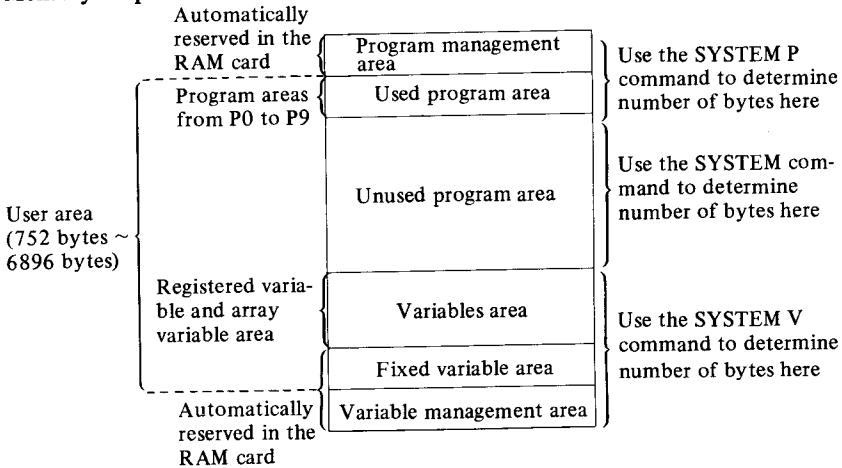 Automatically
reserved in the
RAM card
Program management
area
Use the SYSTEM P
command to determine
number of bytes here
Program areas
from P0 to P9
Used program area
Unused program area
Use the SYSTEM com-
mand to determine
number of bytes here
User area
(752 bytes ~
6896 bytes)
Registered varia-
ble and array
variable area
Variables area
Use the SYSTEM V
command to determine
number of bytes here
Fixed variable area
Automatically
reserved in the
RAM card
Variable management area